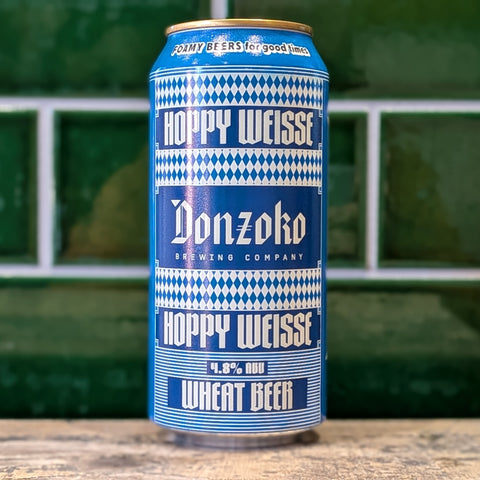 FOAMY BEERS for good times
HOPPY WEISSE
Donzoko
BREWING COMPANY
HOPPY WEISSE
4.8% ABV
WHEAT BEER